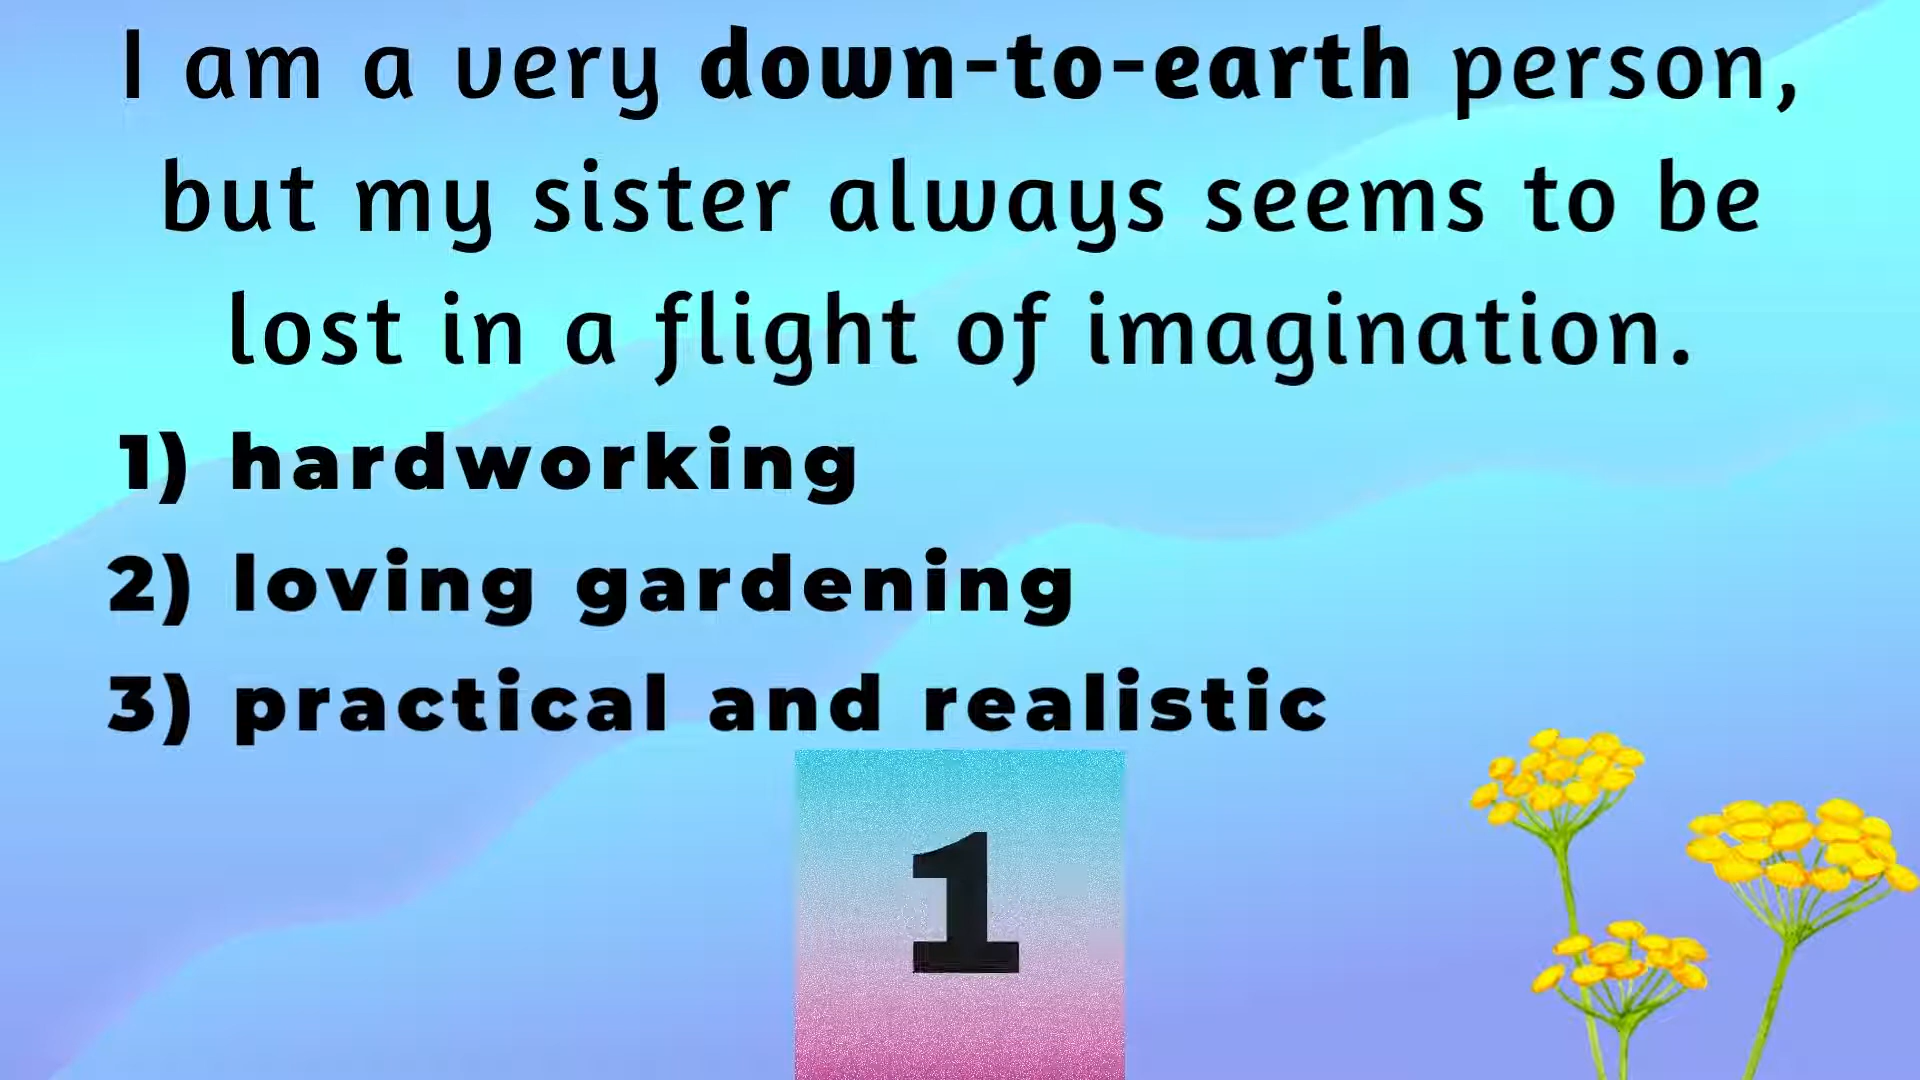 I am a very down-to-earth person,
but my sister always seems to be
lost in a flight of imagination.
1) hardworking
2) loving gardening
3) practical and realistic
1